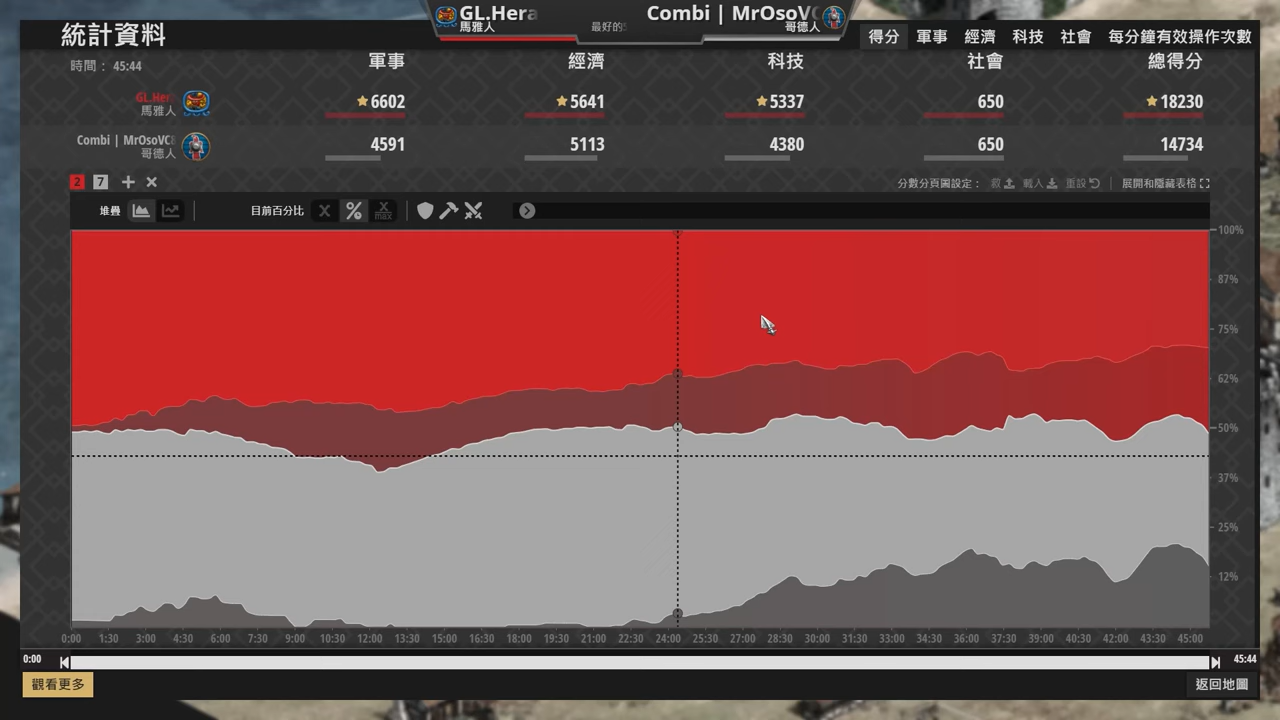 GL.Hera
馬雅人
最好的
Combi | MrOsoVC
哥德人
統計資料
得分 軍事 經濟 科技 社會 每分鐘有效操作次數
時間： 45:44
軍事 經濟 科技 社會 總得分
GL.Her
馬雅人
6602 5641 5337 650 18230
Combi | MrOsoVC
哥德人
4591 5113 4380 650 14734
2 7
分數分頁圖設定： 載入 重設 展開和隱藏表格
堆疊 目前百分比 X % X max
100%
87%
75%
62%
50%
37%
25%
12%
0:00 1:30 3:00 4:30 6:00 7:30 9:00 10:30 12:00 13:30 15:00 16:30 18:00 19:30 21:00 22:30 24:00 25:30 27:00 28:30 30:00 31:30 33:00 34:30 36:00 37:30 39:00 40:30 42:00 43:30 45:00
0:00 45:44
觀看更多 返回地圖